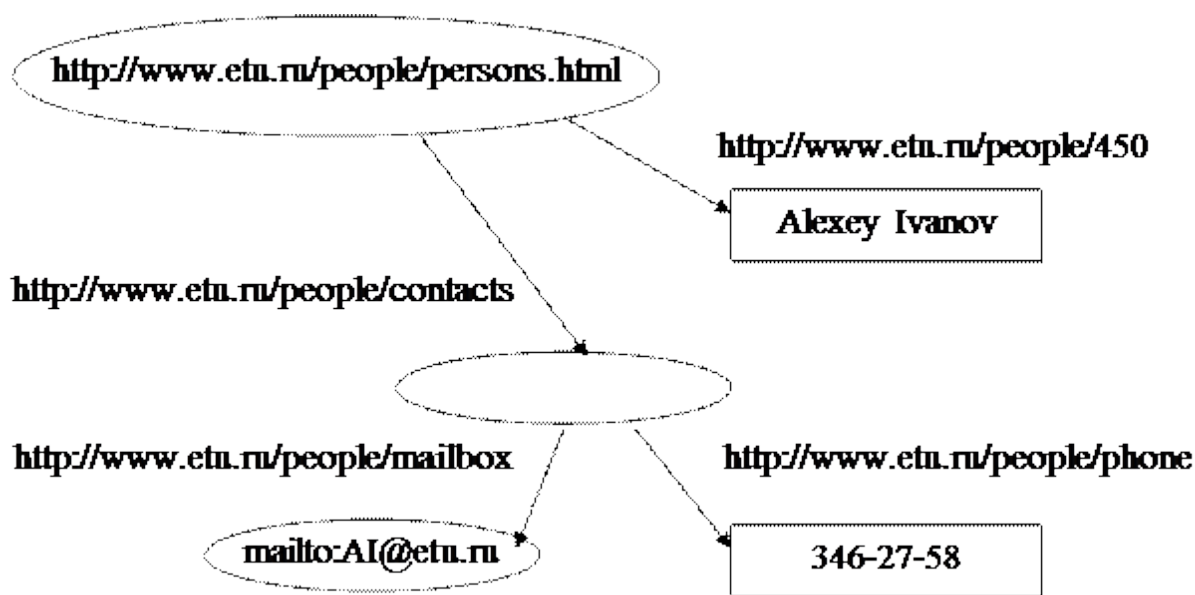 http://www.etu.ru/people/persons.html
http://www.etu.ru/people/450
Alexey Ivanov
http://www.etu.ru/people/contacts
http://www.etu.ru/people/mailbox
http://www.etu.ru/people/phone
mailto:AI@etu.ru
346-27-58